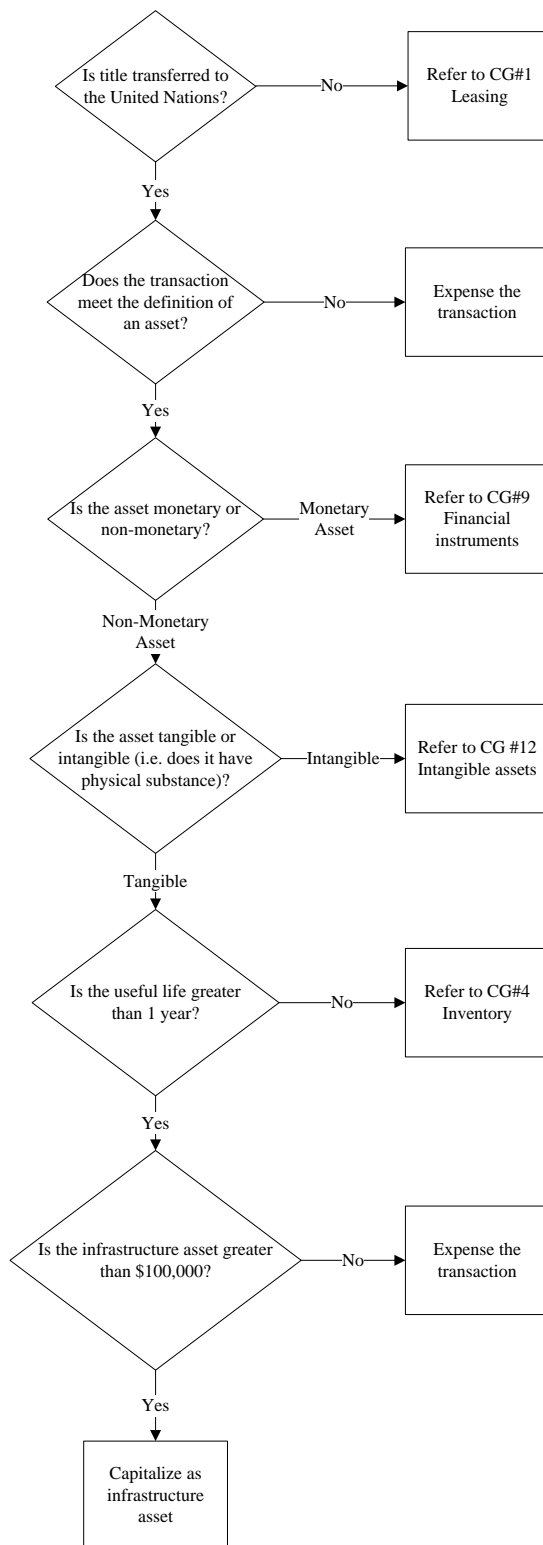 Is title transferred to
the United Nations?
No
Refer to CG#1
Leasing
Yes
Does the transaction
meet the definition of
an asset?
No
Expense the
transaction
Yes
Is the asset monetary or
non-monetary?
Monetary
Asset
Refer to CG#9
Financial
instruments
Non-Monetary
Asset
Is the asset tangible or
intangible (i.e. does it have
physical substance)?
Intangible
Refer to CG #12
Intangible assets
Tangible
Is the useful life greater
than 1 year?
No
Refer to CG#4
Inventory
Yes
Is the infrastructure asset greater
than $100,000?
No
Expense the
transaction
Yes
Capitalize as
infrastructure
asset